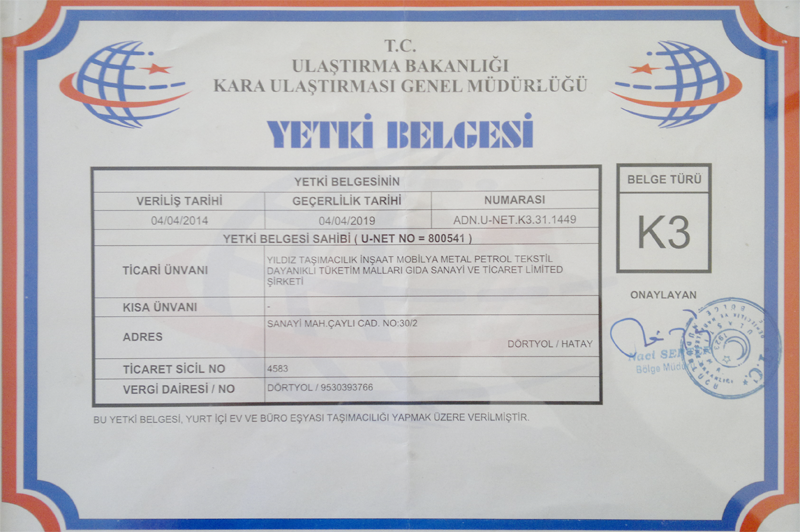 T.C.
ULAŞTIRMA BAKANLIĞI
KARA ULAŞTIRMASI GENEL MÜDÜRLÜĞÜ
YETKİ BELGESİ
YETKİ BELGESİNİN
VERİLİŞ TARİHİ GEÇERLİLİK TARİHİ NUMARASI
04/04/2014 04/04/2019 ADN.U-NET.K3.31.1449
YETKİ BELGESİ SAHİBİ ( U-NET NO = 800541 )
TİCARİ ÜNVANI
YILDIZ TAŞIMACILIK İNŞAAT MOBİLYA METAL PETROL TEKSTİL
DAYANIKLI TÜKETİM MALLARI GIDA SANAYİ VE TİCARET LİMİTED
ŞİRKETİ
KISA ÜNVANI -
ADRES
SANAYİ MAH.ÇAYLI CAD. NO:30/2
DÖRTYOL / HATAY
TİCARET SİCİL NO 4583
VERGİ DAİRESİ / NO DÖRTYOL / 9530393766
BU YETKİ BELGESİ, YURT İÇİ EV VE BÜRO EŞYASI TAŞIMACILIĞI YAPMAK ÜZERE VERİLMİŞTİR.
BELGE TÜRÜ
K3
ONAYLAYAN
Naci
Bölge